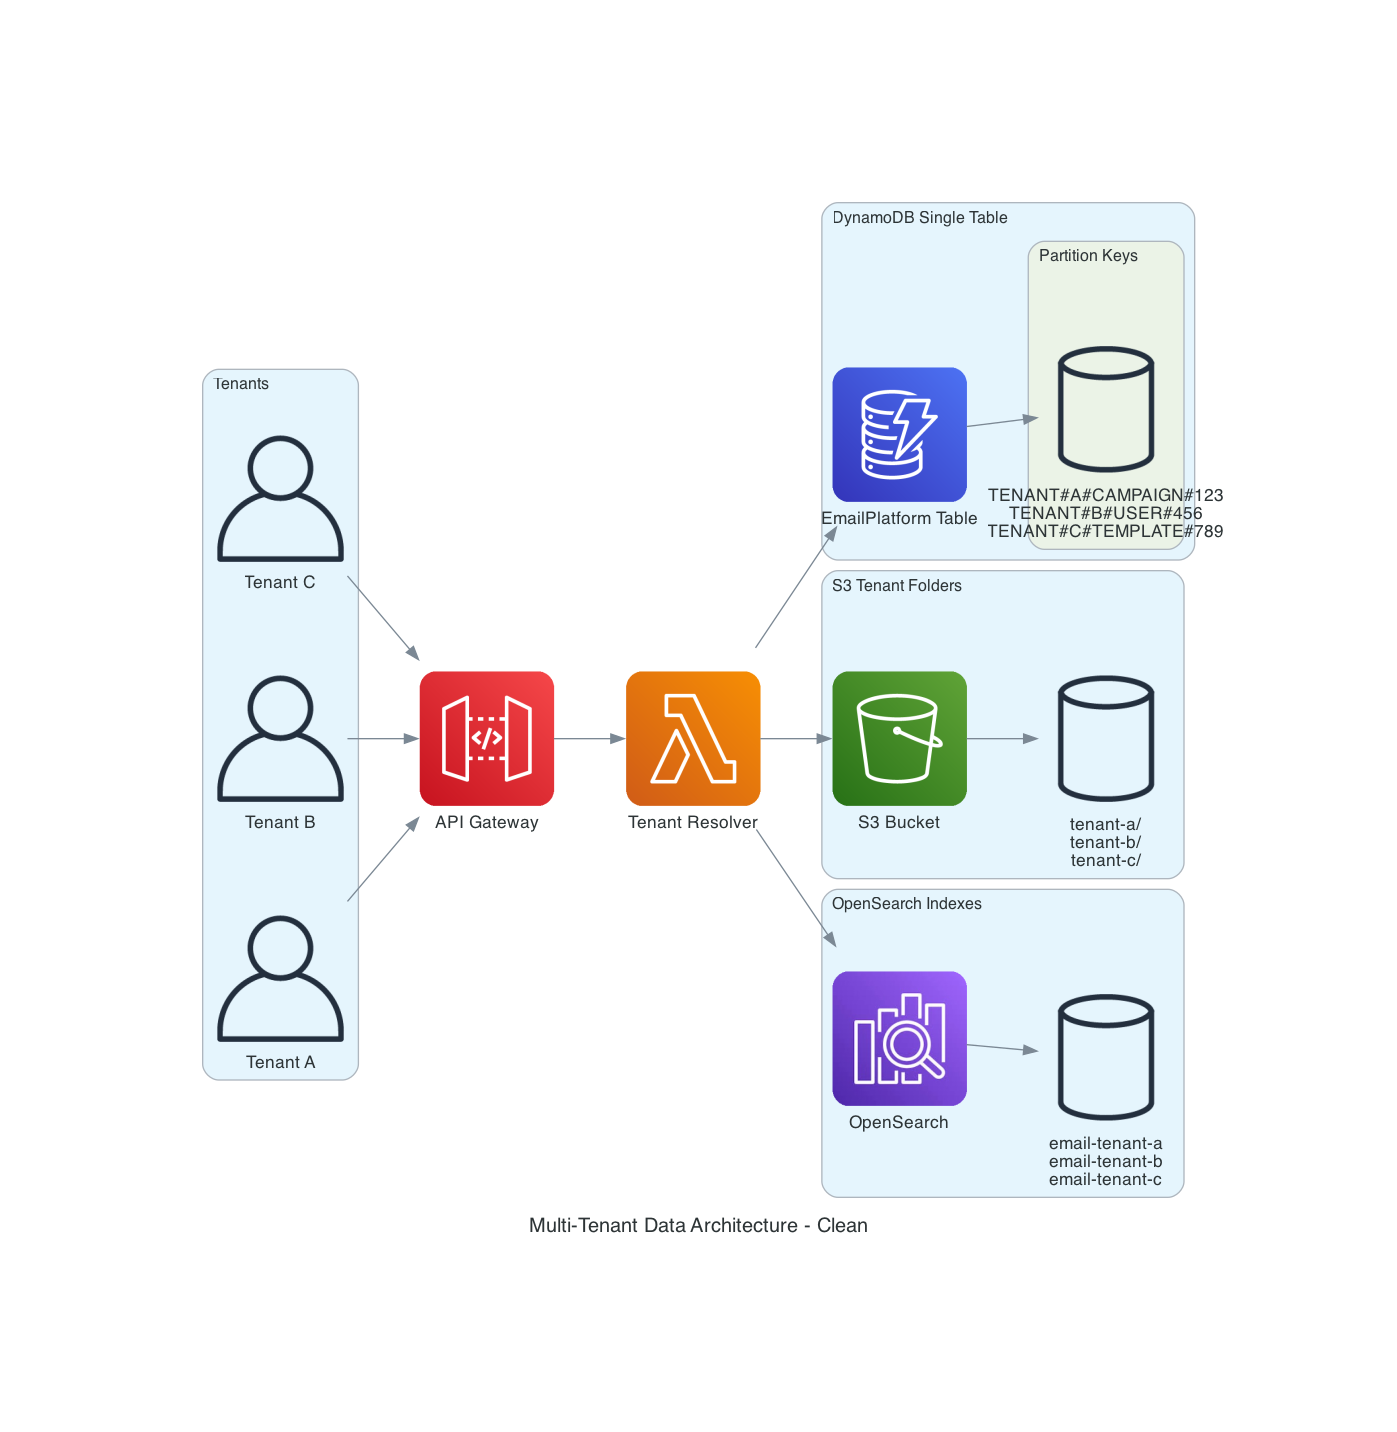 Tenants
Tenant C
Tenant B
Tenant A
API Gateway
Tenant Resolver
DynamoDB Single Table
Partition Keys
EmailPlatform Table
TENANT#A#CAMPAIGN#123
TENANT#B#USER#456
TENANT#C#TEMPLATE#789
S3 Tenant Folders
S3 Bucket
tenant-a/
tenant-b/
tenant-c/
OpenSearch Indexes
OpenSearch
email-tenant-a
email-tenant-b
email-tenant-c
Multi-Tenant Data Architecture - Clean